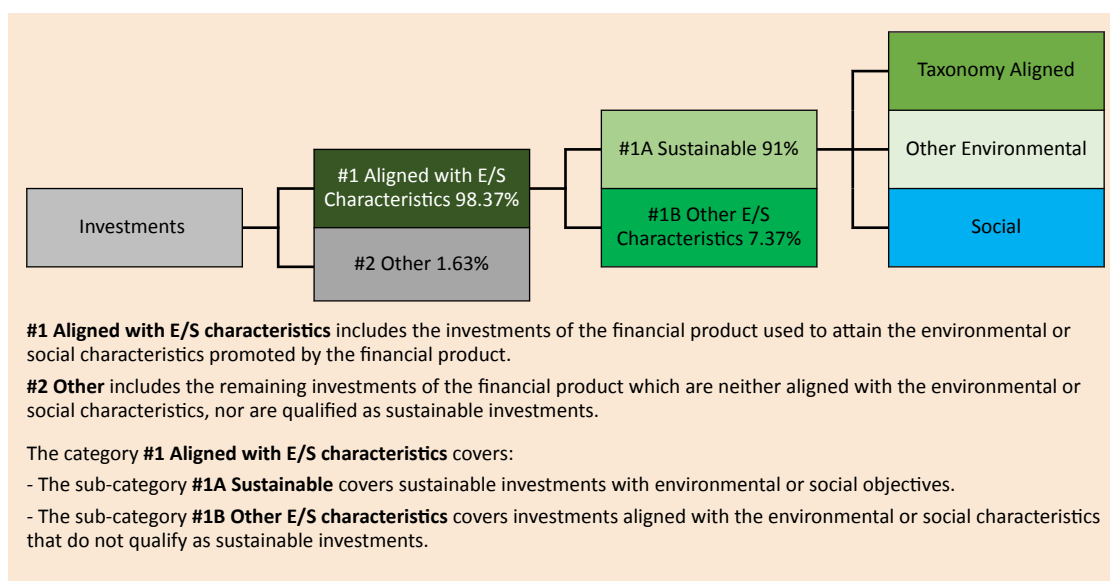 Investments
#1 Aligned with E/S
Characteristics 98.37%
#2 Other 1.63%
#1A Sustainable 91%
#1B Other E/S
Characteristics 7.37%
Taxonomy Aligned
Other Environmental
Social
#1 Aligned with E/S characteristics includes the investments of the financial product used to attain the environmental or
social characteristics promoted by the financial product.
#2 Other includes the remaining investments of the financial product which are neither aligned with the environmental or
social characteristics, nor are qualified as sustainable investments.
The category #1 Aligned with E/S characteristics covers:
- The sub-category #1A Sustainable covers sustainable investments with environmental or social objectives.
- The sub-category #1B Other E/S characteristics covers investments aligned with the environmental or social characteristics
that do not qualify as sustainable investments.